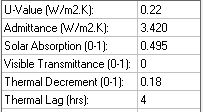 U-Value (W/m2.K): 0.22
Admittance (W/m2.K): 3.420
Solar Absorption (0-1): 0.495
Visible Transmittance (0-1): 0
Thermal Decrement (0-1): 0.18
Thermal Lag (hrs): 4